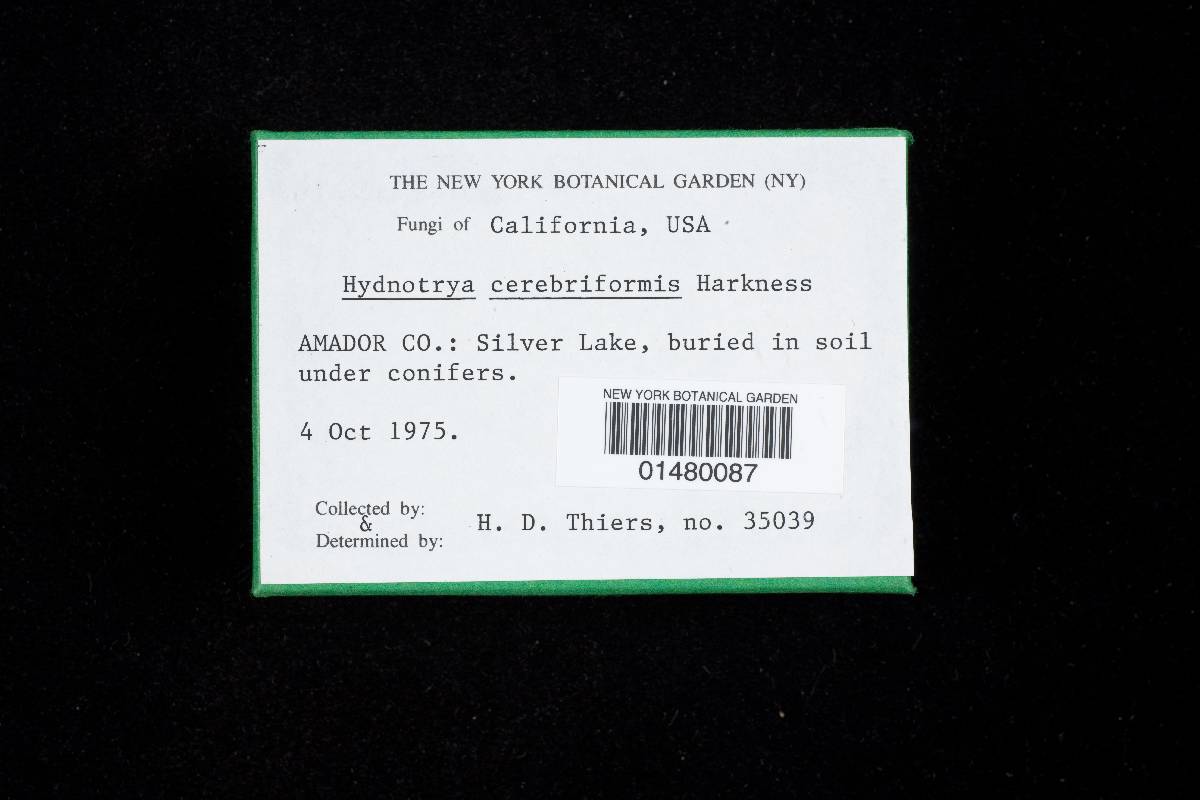 THE NEW YORK BOTANICAL GARDEN (NY)
Fungi of California, USA
Hydnotrya cerebriformis Harkness
AMADOR CO.: Silver Lake, buried in soil
under conifers.
NEW YORK BOTANICAL GARDEN
4 Oct 1975.
01480087
Collected by:
& H. D. Thiers, no. 35039
Determined by: